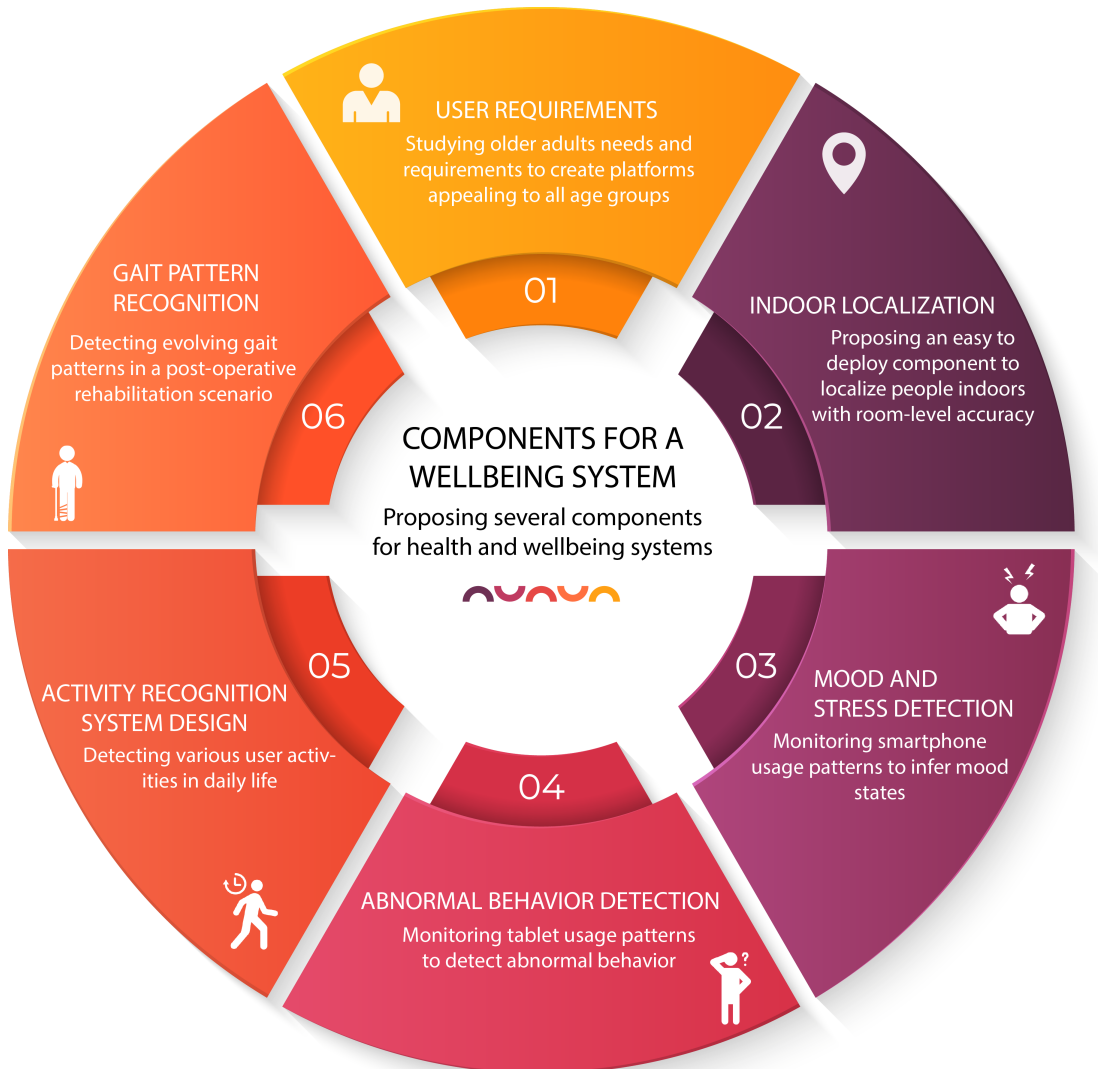 USER REQUIREMENTS
Studying older adults needs and
requirements to create platforms
appealing to all age groups
01
INDOOR LOCALIZATION
Proposing an easy to
deploy component to
localize people indoors
with room-level accuracy
02
MOOD AND
STRESS DETECTION
Monitoring smartphone
usage patterns to infer mood
states
03
ABNORMAL BEHAVIOR DETECTION
Monitoring tablet usage patterns
to detect abnormal behavior
?
04
ACTIVITY RECOGNITION
SYSTEM DESIGN
Detecting various user activ-
ities in daily life
05
GAIT PATTERN
RECOGNITION
Detecting evolving gait
patterns in a post-operative
rehabilitation scenario
06
COMPONENTS FOR A
WELLBEING SYSTEM
Proposing several components
for health and wellbeing systems